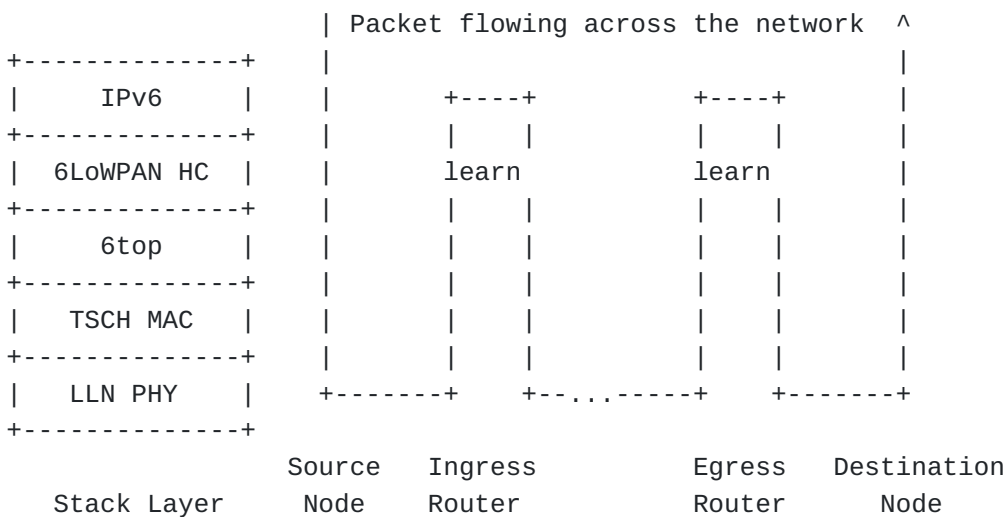 Packet flowing across the network ^
IPv6
6LoWPAN HC learn learn
6top
TSCH MAC
LLN PHY ...
Source Ingress Egress Destination
Stack Layer Node Router Router Node